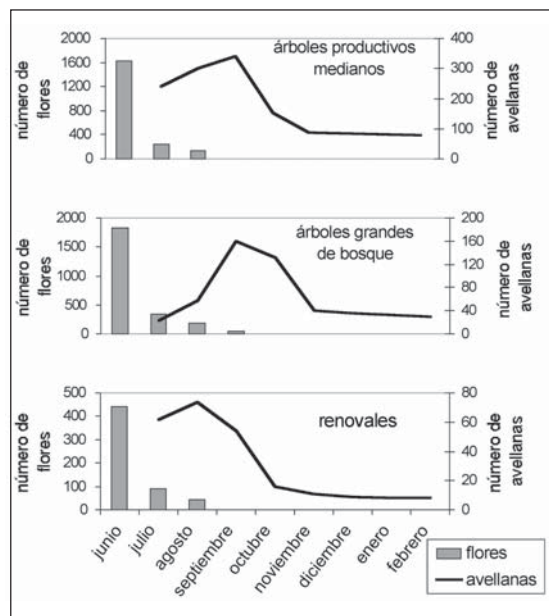 2000
1600
1200
800
400
0
número de
flores
árboles productivos
medianos
400
300
200
100
0
número de
avellanas
2000
1500
1000
500
0
número de
flores
árboles grandes
de bosque
200
160
120
80
40
0
número de
avellanas
500
400
300
200
100
0
número de
flores
renovales
80
60
40
20
0
número de
avellanas
junio
julio
agosto
septiembre
octubre
noviembre
diciembre
enero
febrero
flores
avellanas